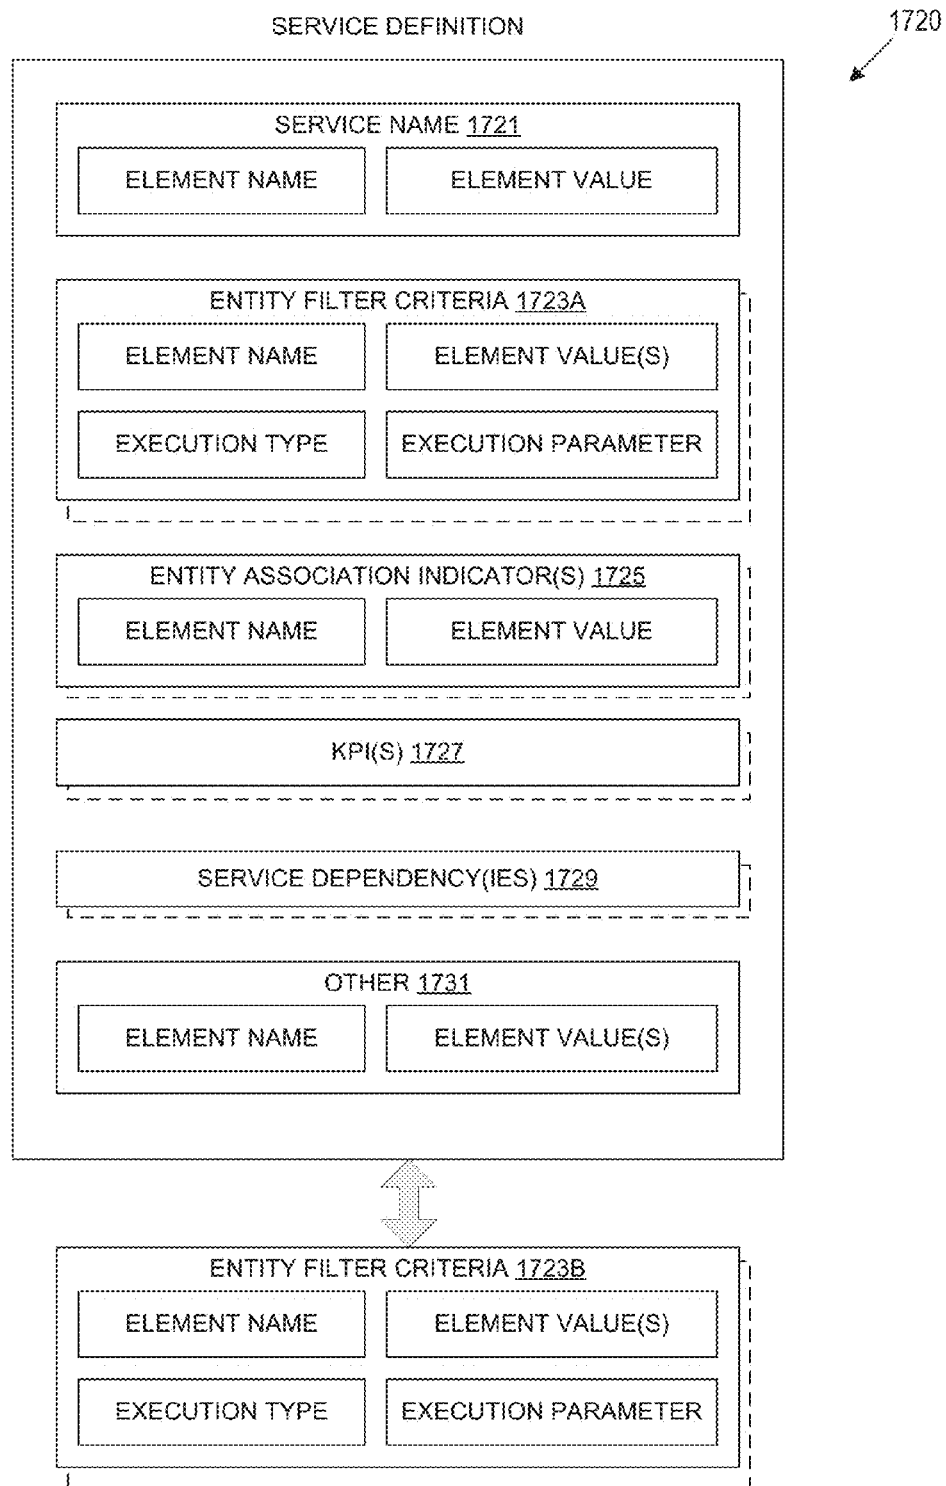 SERVICE DEFINITION
1720
SERVICE NAME 1721
ELEMENT NAME
ELEMENT VALUE
ENTITY FILTER CRITERIA 1723A
ELEMENT NAME
ELEMENT VALUE(S)
EXECUTION TYPE
EXECUTION PARAMETER
ENTITY ASSOCIATION INDICATOR(S) 1725
ELEMENT NAME
ELEMENT VALUE
KPI(S) 1727
SERVICE DEPENDENCY(IES) 1729
OTHER 1731
ELEMENT NAME
ELEMENT VALUE(S)
ENTITY FILTER CRITERIA 1723B
ELEMENT NAME
ELEMENT VALUE(S)
EXECUTION TYPE
EXECUTION PARAMETER